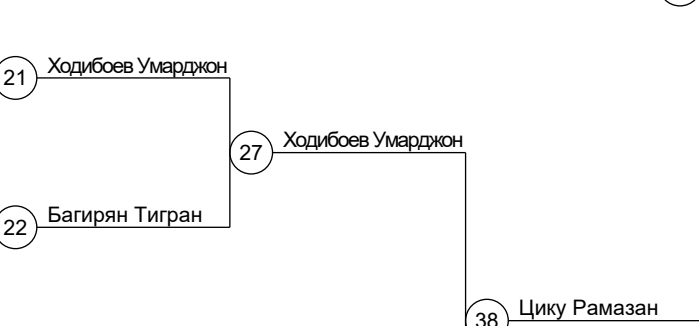 Ходибоев Умарджон
21
Ходибоев Умарджон
27
Багирян Тигран
22
Цику Рамазан
38